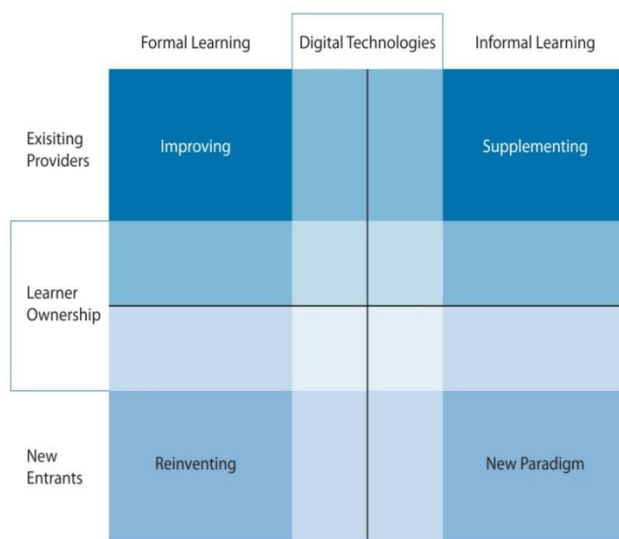 Formal Learning
Digital Technologies
Informal Learning
Exisiting
Providers
Improving
Supplementing
Learner
Ownership
New
Entrants
Reinventing
New Paradigm